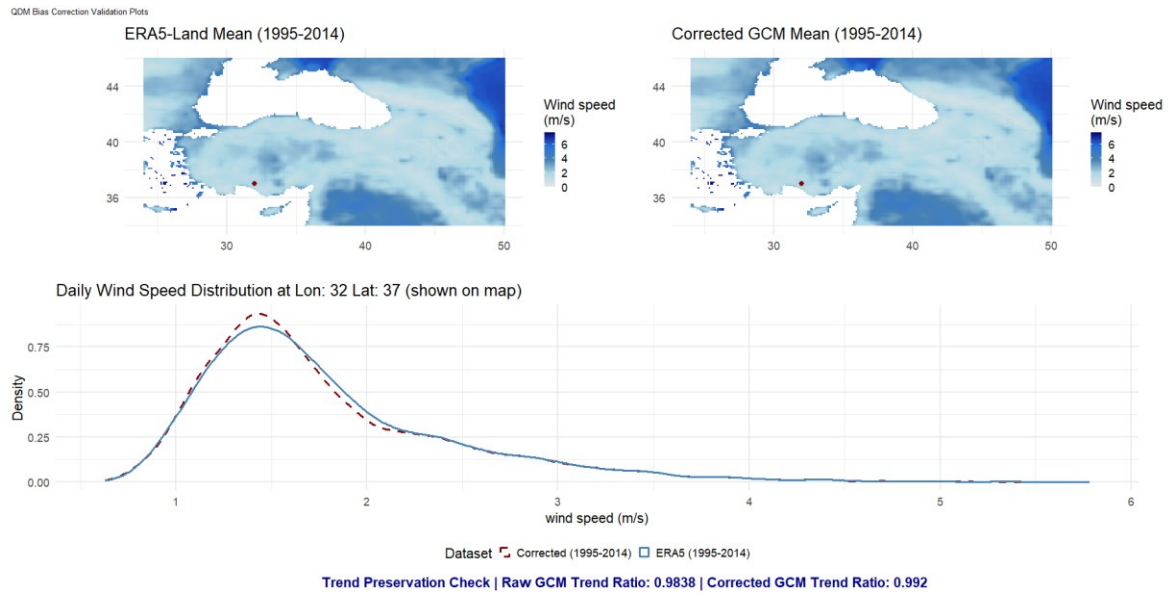 QDM Bias Correction Validation Plots
ERA5-Land Mean (1995-2014)
44
40
36
30
40
50
Wind speed
(m/s)
6
4
2
0
Corrected GCM Mean (1995-2014)
44
40
36
30
40
50
Wind speed
(m/s)
6
4
2
0
Daily Wind Speed Distribution at Lon: 32 Lat: 37 (shown on map)
Density
0.75
0.50
0.25
0.00
1
2
3
4
5
6
wind speed (m/s)
Dataset Corrected (1995-2014) ERA5 (1995-2014)
Trend Preservation Check | Raw GCM Trend Ratio: 0.9838 | Corrected GCM Trend Ratio: 0.992